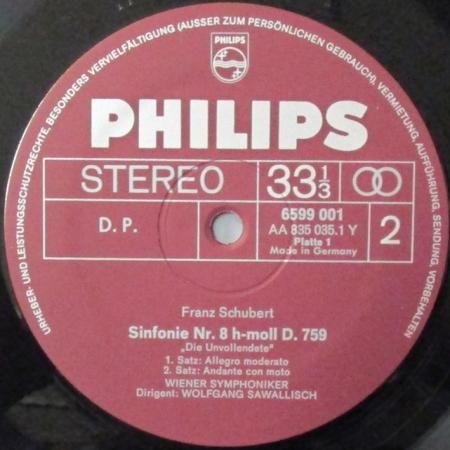 URHEBER- UND LEISTUNGSSCHUTZRECHTE, BESONDERS VERVIELFÄLTIGUNG (AUSSER ZUM PERSÖNLICHEN GEBRAUCH), VERMIETUNG, AUFFÜHRUNG, SENDUNG, VORBEHALTEN
PHILIPS
PHILIPS
STEREO
33 1/3
D. P.
6599 001
AA 835 035.1 Y
Platte 1
Made in Germany
2
Franz Schubert
Sinfonie Nr. 8 h-moll D. 759
„Die Unvollendete“
1. Satz: Allegro moderato
2. Satz: Andante con moto
WIENER SYMPHONIKER
Dirigent: WOLFGANG SAWALLISCH